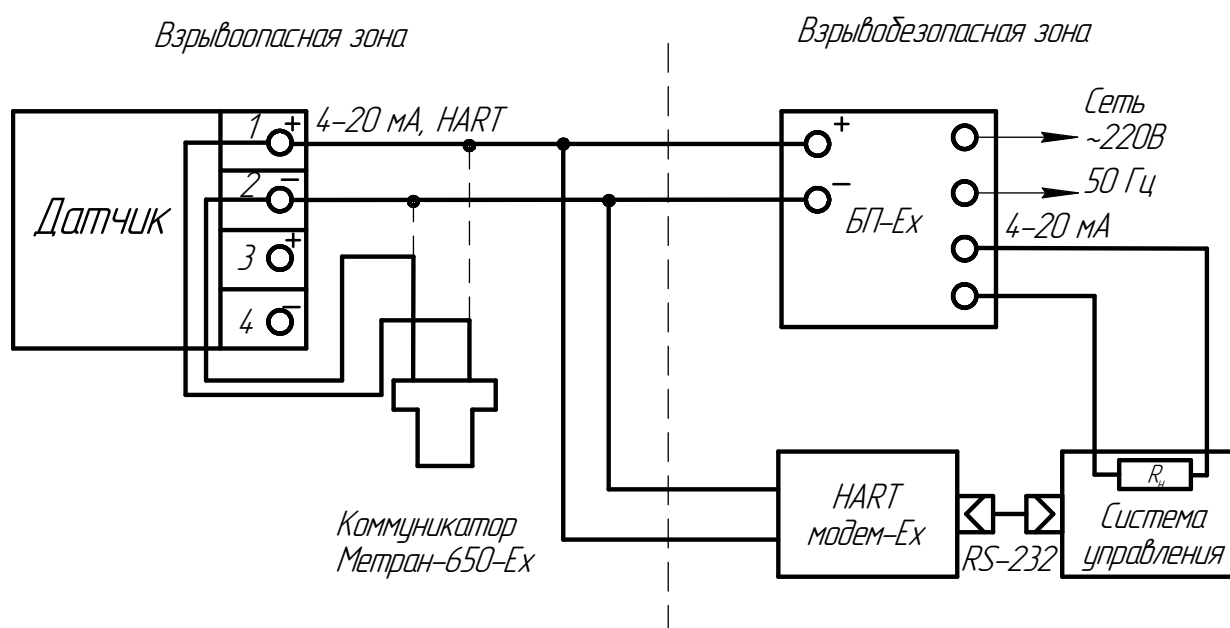 Взрывоопасная зона
Взрывобезопасная зона
Датчик
1 +
2 −
3 +
4 −
4-20 мА, HART
+
−
БП-Ex
Сеть
~220В
50 Гц
4-20 мА
Коммуникатор
Метран-650-Ex
HART
модем-Ex
RS-232
Rн
Система
управления